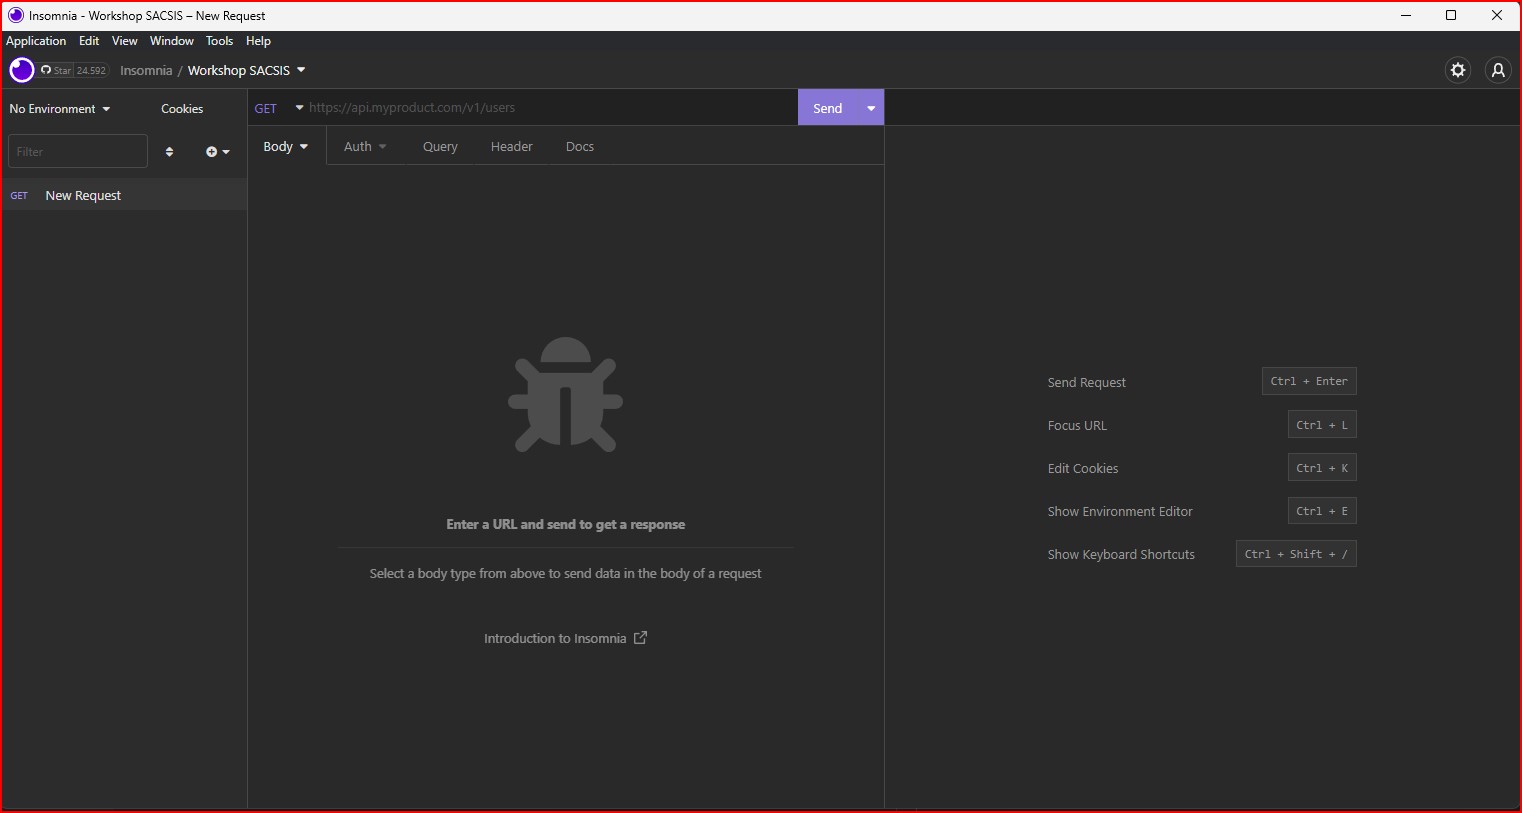 Insomnia - Workshop SACSIS – New Request
Application Edit View Window Tools Help
Star 24.592 Insomnia / Workshop SACSIS
No Environment Cookies
GET https://api.myproduct.com/v1/users Send
Filter
Body Auth Query Header Docs
GET New Request
Enter a URL and send to get a response
Select a body type from above to send data in the body of a request
Introduction to Insomnia
Send Request Ctrl + Enter
Focus URL Ctrl + L
Edit Cookies Ctrl + K
Show Environment Editor Ctrl + E
Show Keyboard Shortcuts Ctrl + Shift + /